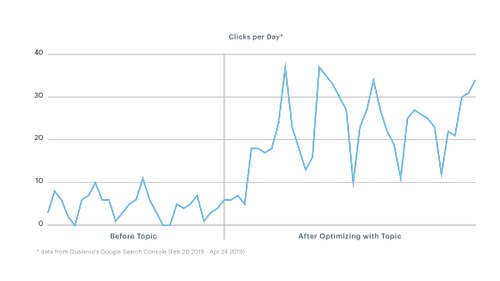 Clicks per Day*
40
30
20
10
0
Before Topic
After Optimizing with Topic
* data from Qualaroo's Google Search Console (Feb 20 2019 - Apr 24 2019)